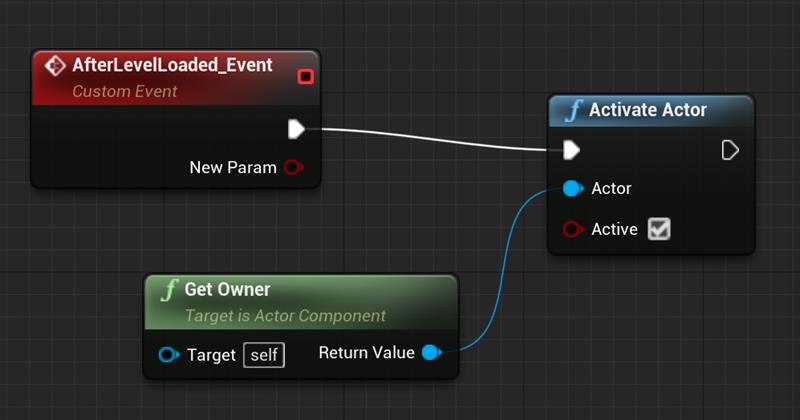 AfterLevelLoaded_Event
Custom Event
New Param
f Activate Actor
Actor
Active
f Get Owner
Target is Actor Component
Target self Return Value